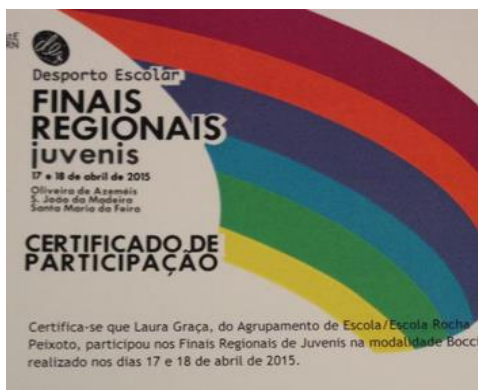 Desporto Escolar
FINAIS
REGIONAIS
juvenis
17 e 18 de abril de 2015
Oliveira de Azeméis
S. João da Madeira
Santa Maria da Feira
CERTIFICADO DE
PARTICIPAÇÃO
Certifica-se que Laura Graça, do Agrupamento de Escola/Escola Rocha
Peixoto, participou nos Finais Regionais de Juvenis na modalidade Bocci
realizado nos dias 17 e 18 de abril de 2015.